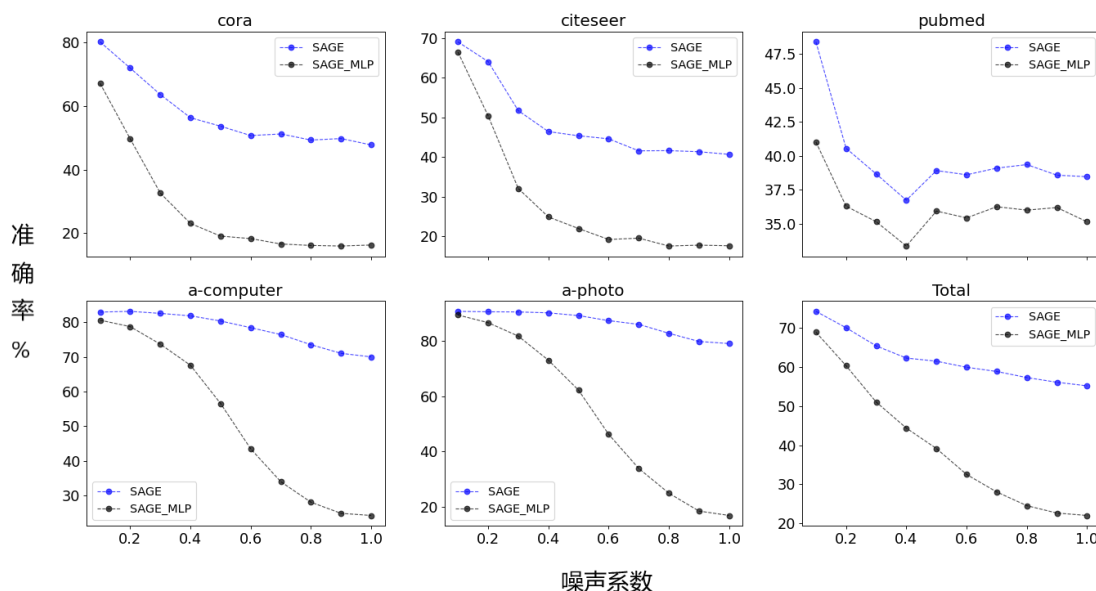 cora
80
60
40
20
SAGE
SAGE_MLP
citeseer
70
60
50
40
30
20
SAGE
SAGE_MLP
pubmed
47.5
45.0
42.5
40.0
37.5
35.0
SAGE
SAGE_MLP
准
确
率
%
a-computer
80
70
60
50
40
30
SAGE
SAGE_MLP
0.2 0.4 0.6 0.8 1.0
a-photo
80
60
40
20
SAGE
SAGE_MLP
0.2 0.4 0.6 0.8 1.0
Total
70
60
50
40
30
20
SAGE
SAGE_MLP
0.2 0.4 0.6 0.8 1.0
噪声系数